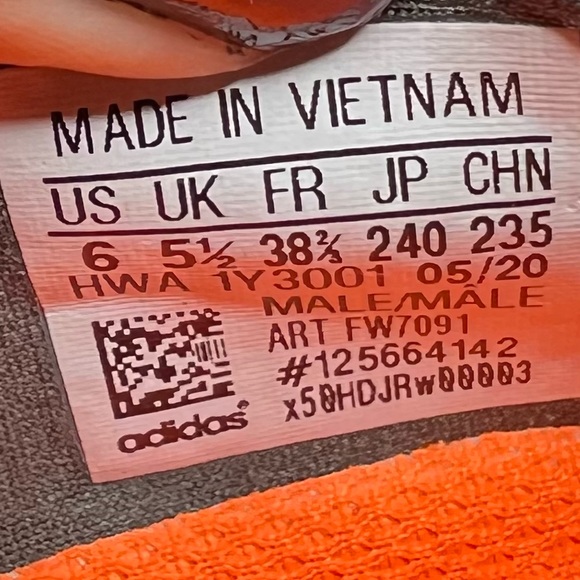 MADE IN VIETNAM
US UK FR JP CHN
6 5½ 38⅔ 240 235
HWA 1Y3001 05/20
MALE/MÂLE
ART FW7091
#125664142
x50HDJRw00003
adidas®